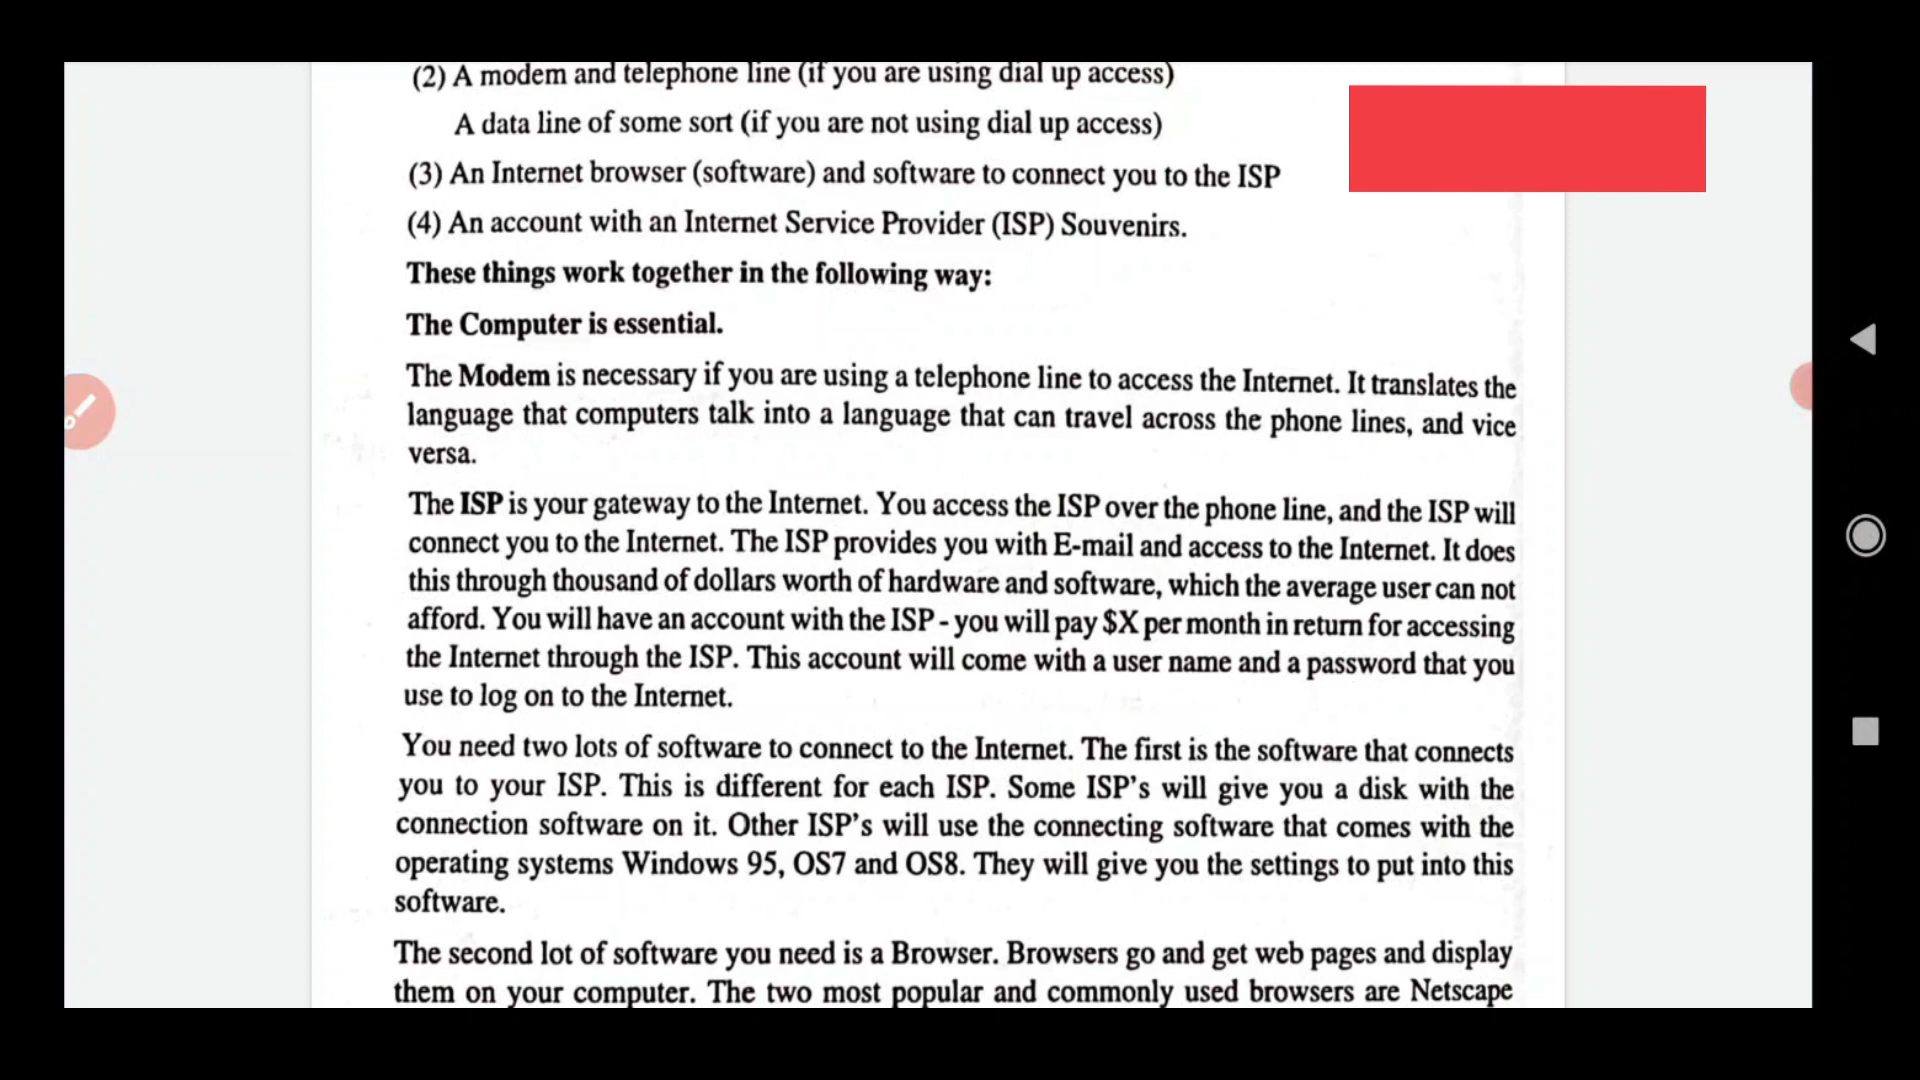 (2) A modem and telephone line (if you are using dial up access)
A data line of some sort (if you are not using dial up access)
(3) An Internet browser (software) and software to connect you to the ISP
(4) An account with an Internet Service Provider (ISP) Souvenirs.
These things work together in the following way:
The Computer is essential.
The Modem is necessary if you are using a telephone line to access the Internet. It translates the
language that computers talk into a language that can travel across the phone lines, and vice
versa.
The ISP is your gateway to the Internet. You access the ISP over the phone line, and the ISP will
connect you to the Internet. The ISP provides you with E-mail and access to the Internet. It does
this through thousand of dollars worth of hardware and software, which the average user can not
afford. You will have an account with the ISP - you will pay $X per month in return for accessing
the Internet through the ISP. This account will come with a user name and a password that you
use to log on to the Internet.
You need two lots of software to connect to the Internet. The first is the software that connects
you to your ISP. This is different for each ISP. Some ISP's will give you a disk with the
connection software on it. Other ISP's will use the connecting software that comes with the
operating systems Windows 95, OS7 and OS8. They will give you the settings to put into this
software.
The second lot of software you need is a Browser. Browsers go and get web pages and display
them on your computer. The two most popular and commonly used browsers are Netscape